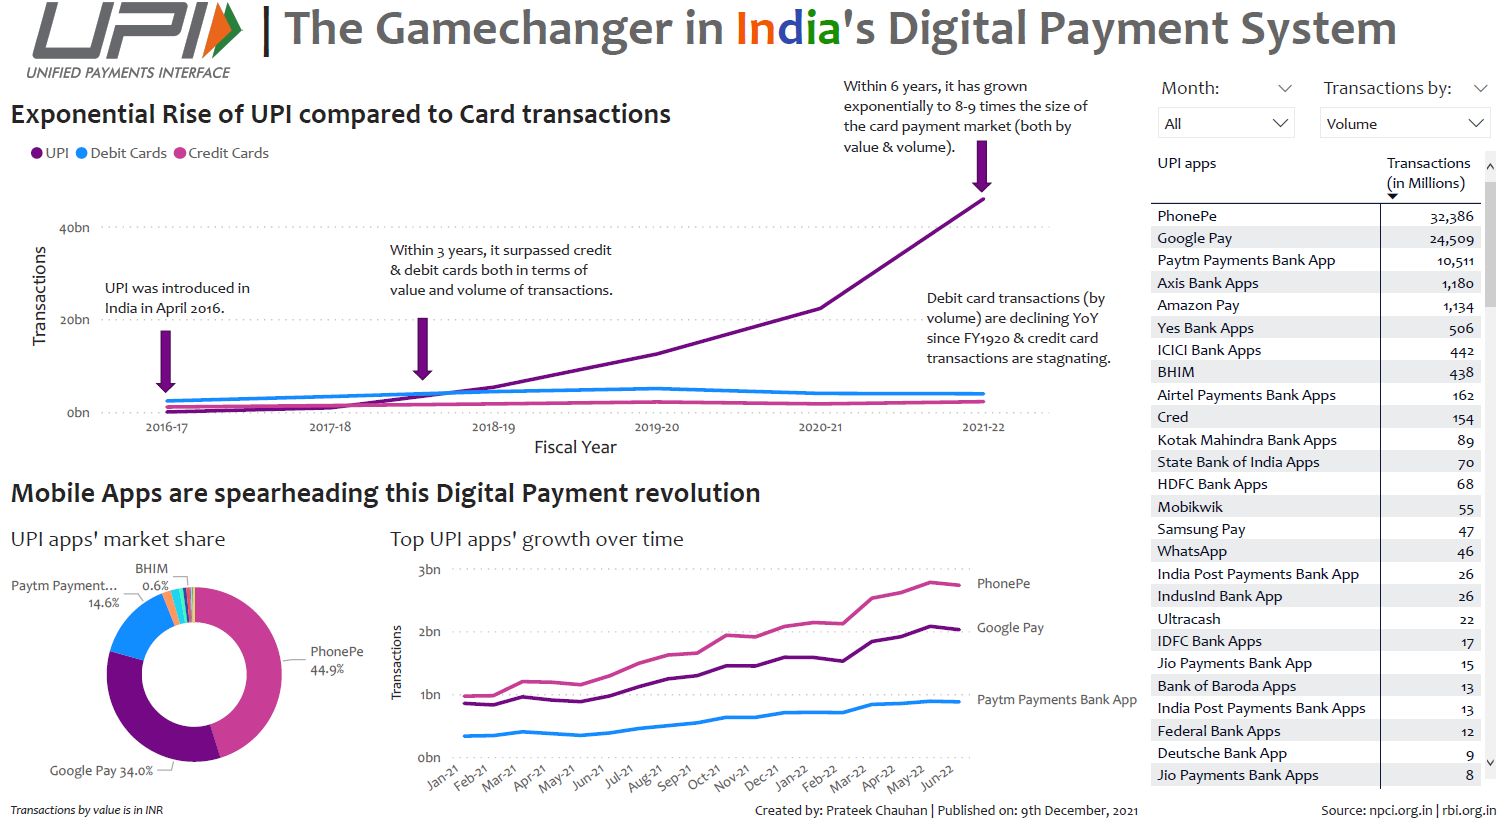 UPI
UNIFIED PAYMENTS INTERFACE
| The Gamechanger in India's Digital Payment System
Exponential Rise of UPI compared to Card transactions
UPI Debit Cards Credit Cards
Within 6 years, it has grown
exponentially to 8-9 times the size of
the card payment market (both by
value & volume).
Within 3 years, it surpassed credit
& debit cards both in terms of
value and volume of transactions.
UPI was introduced in
India in April 2016.
Debit card transactions (by
volume) are declining YoY
since FY1920 & credit card
transactions are stagnating.
Transactions
40bn
20bn
0bn
2016-17 2017-18 2018-19 2019-20 2020-21 2021-22
Fiscal Year
Mobile Apps are spearheading this Digital Payment revolution
UPI apps' market share
BHIM
0.6%
Paytm Payment...
14.6%
PhonePe
44.9%
Google Pay 34.0%
Top UPI apps' growth over time
Transactions
3bn
2bn
1bn
0bn
PhonePe
Google Pay
Paytm Payments Bank App
Jan-21 Feb-21 Mar-21 Apr-21 May-21 Jun-21 Jul-21 Aug-21 Sep-21 Oct-21 Nov-21 Dec-21 Jan-22 Feb-22 Mar-22 Apr-22 May-22 Jun-22
Month: Transactions by:
All Volume
UPI apps Transactions
(in Millions)
PhonePe 32,386
Google Pay 24,509
Paytm Payments Bank App 10,511
Axis Bank Apps 1,180
Amazon Pay 1,134
Yes Bank Apps 506
ICICI Bank Apps 442
BHIM 438
Airtel Payments Bank Apps 162
Cred 154
Kotak Mahindra Bank Apps 89
State Bank of India Apps 70
HDFC Bank Apps 68
Mobikwik 55
Samsung Pay 47
WhatsApp 46
India Post Payments Bank App 26
IndusInd Bank App 26
Ultracash 22
IDFC Bank Apps 17
Jio Payments Bank App 15
Bank of Baroda Apps 13
India Post Payments Bank Apps 13
Federal Bank Apps 12
Deutsche Bank App 9
Jio Payments Bank Apps 8
Transactions by value is in INR
Created by: Prateek Chauhan | Published on: 9th December, 2021
Source: npci.org.in | rbi.org.in